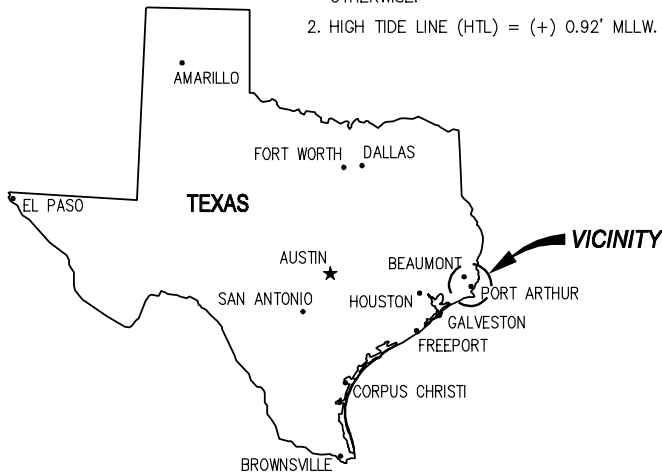 OTHERWISE.
2. HIGH TIDE LINE (HTL) = (+) 0.92' MLLW.
AMARILLO
FORT WORTH
DALLAS
EL PASO
TEXAS
VICINITY
AUSTIN
BEAUMONT
SAN ANTONIO
HOUSTON
PORT ARTHUR
GALVESTON
FREEPORT
CORPUS CHRISTI
BROWNSVILLE